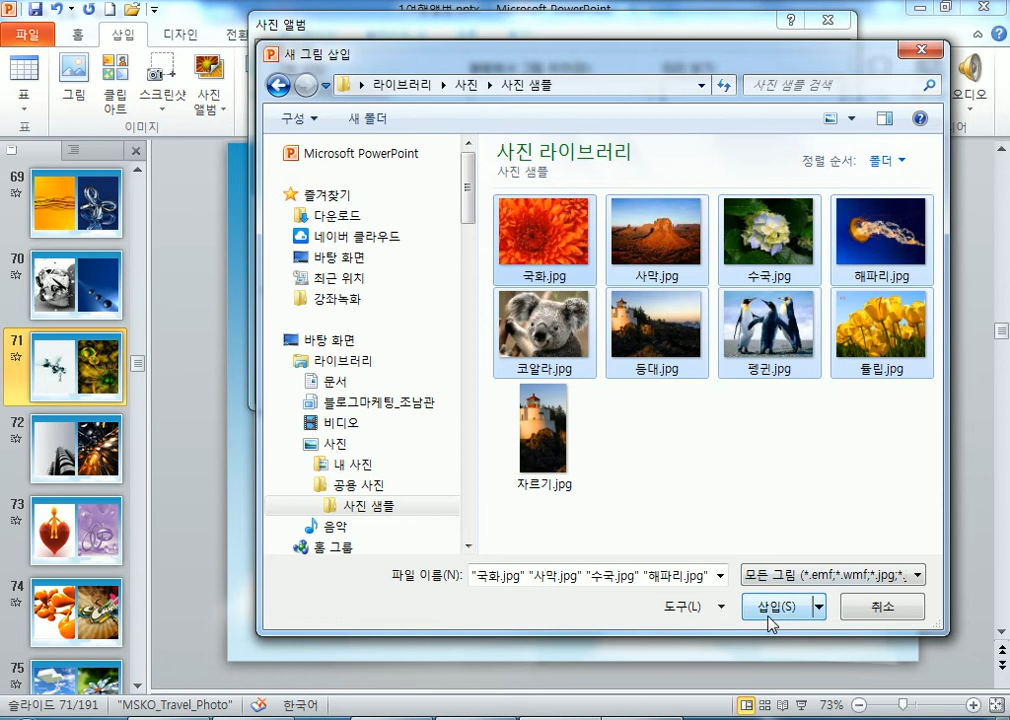 1여행앨범.pptx - Microsoft PowerPoint
파일
홈
삽입
디자인
전환
표
그림
클립
아트
스크린샷
사진
앨범
오디오
표
이미지
사진 앨범
새 그림 삽입
라이브러리 ▸ 사진 ▸ 사진 샘플
사진 샘플 검색
구성
새 폴더
Microsoft PowerPoint
즐겨찾기
다운로드
네이버 클라우드
바탕 화면
최근 위치
강좌녹화
바탕 화면
라이브러리
문서
블로그마케팅_조남관
비디오
사진
내 사진
공용 사진
사진 샘플
음악
홈 그룹
사진 라이브러리
사진 샘플
정렬 순서: 폴더
국화.jpg
사막.jpg
수국.jpg
해파리.jpg
코알라.jpg
등대.jpg
펭귄.jpg
튤립.jpg
자르기.jpg
파일 이름(N):
"국화.jpg" "사막.jpg" "수국.jpg" "해파리.jpg"
모든 그림 (*.emf;*.wmf;*.jpg;*.
도구(L)
삽입(S)
취소
69
70
71
72
73
74
75
슬라이드 71/191
"MSKO_Travel_Photo"
한국어
73%